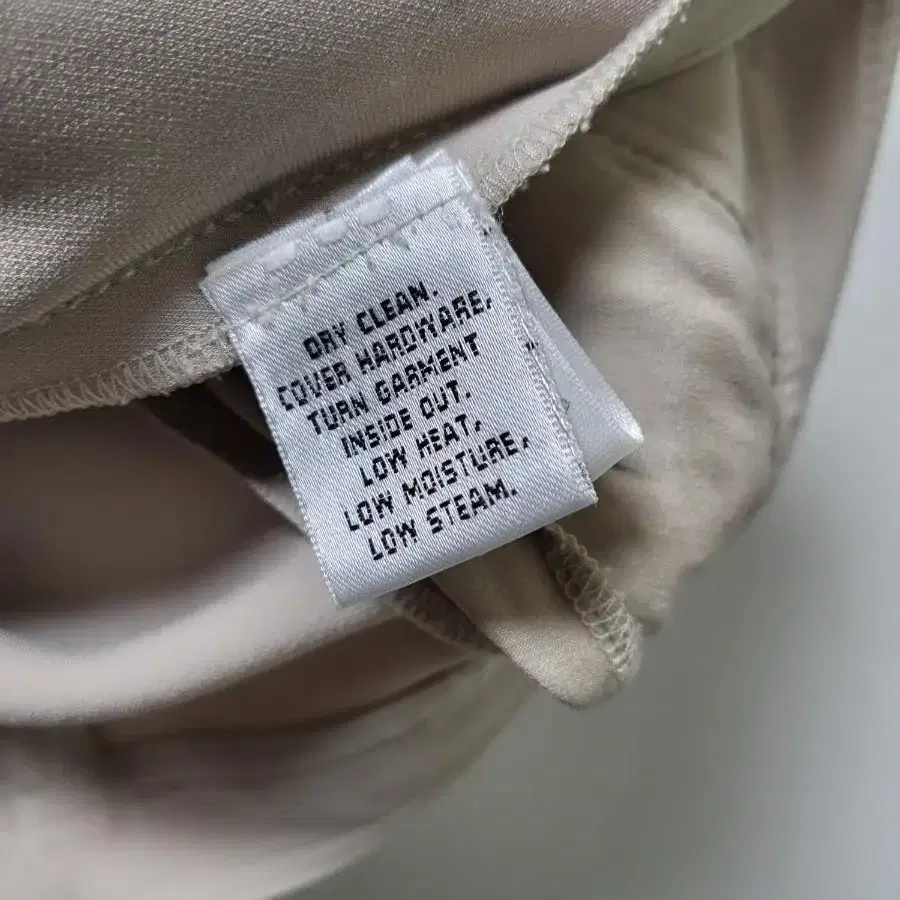 DRY CLEAN.
COVER HARDWARE,
TURN GARMENT
INSIDE OUT.
LOW HEAT,
LOW MOISTURE,
LOW STEAM.